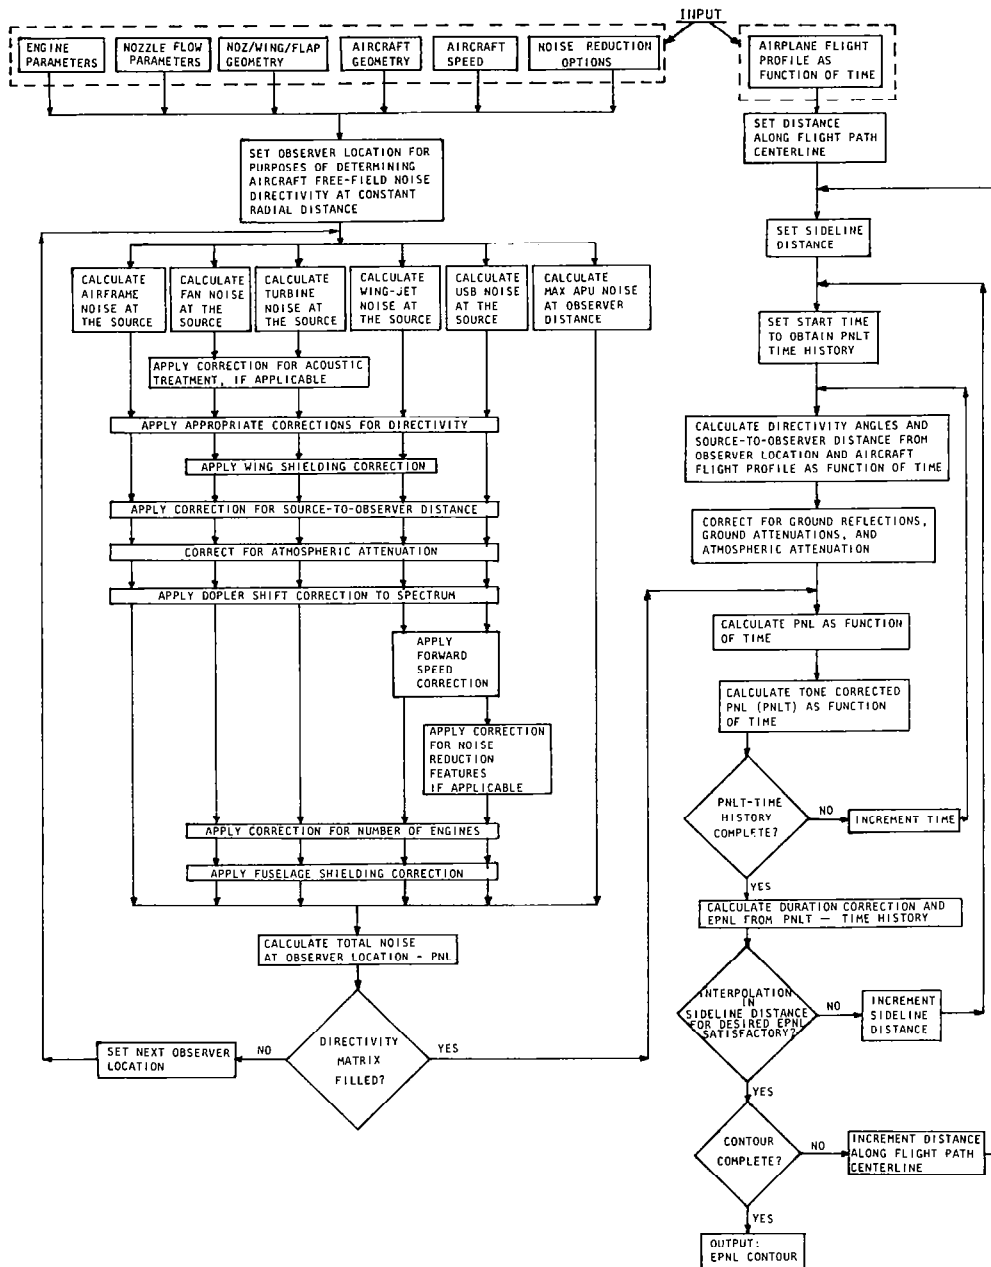 INPUT
ENGINE
PARAMETERS
NOZZLE FLOW
PARAMETERS
NOZ/WING/FLAP
GEOMETRY
AIRCRAFT
GEOMETRY
AIRCRAFT
SPEED
NOISE REDUCTION
OPTIONS
SET OBSERVER LOCATION FOR
PURPOSES OF DETERMINING
AIRCRAFT FREE-FIELD NOISE
DIRECTIVITY AT CONSTANT
RADIAL DISTANCE
CALCULATE
AIRFRAME
NOISE AT
THE SOURCE
CALCULATE
FAN NOISE
AT THE
SOURCE
CALCULATE
TURBINE
NOISE AT
THE SOURCE
CALCULATE
WING-JET
NOISE AT
THE SOURCE
CALCULATE
USB NOISE
AT THE
SOURCE
CALCULATE
MAX APU NOISE
AT OBSERVER
DISTANCE
APPLY CORRECTION FOR ACOUSTIC
TREATMENT, IF APPLICABLE
APPLY APPROPRIATE CORRECTIONS FOR DIRECTIVITY
APPLY WING SHIELDING CORRECTION
APPLY CORRECTION FOR SOURCE-TO-OBSERVER DISTANCE
CORRECT FOR ATMOSPHERIC ATTENUATION
APPLY DOPLER SHIFT CORRECTION TO SPECTRUM
APPLY
FORWARD
SPEED
CORRECTION
APPLY CORRECTION
FOR NOISE
REDUCTION
FEATURES
IF APPLICABLE
APPLY CORRECTION FOR NUMBER OF ENGINES
APPLY FUSELAGE SHIELDING CORRECTION
CALCULATE TOTAL NOISE
AT OBSERVER LOCATION - PNL
DIRECTIVITY
MATRIX
FILLED?
NO
SET NEXT OBSERVER
LOCATION
YES
AIRPLANE FLIGHT
PROFILE AS
FUNCTION OF TIME
SET DISTANCE
ALONG FLIGHT PATH
CENTERLINE
SET SIDELINE
DISTANCE
SET START TIME
TO OBTAIN PNLT
TIME HISTORY
CALCULATE DIRECTIVITY ANGLES AND
SOURCE-TO-OBSERVER DISTANCE FROM
OBSERVER LOCATION AND AIRCRAFT
FLIGHT PROFILE AS FUNCTION OF TIME
CORRECT FOR GROUND REFLECTIONS,
GROUND ATTENUATIONS, AND
ATMOSPHERIC ATTENUATION
CALCULATE PNL AS FUNCTION
OF TIME
CALCULATE TONE CORRECTED
PNL (PNLT) AS FUNCTION
OF TIME
PNLT-TIME
HISTORY
COMPLETE?
NO
INCREMENT TIME
YES
CALCULATE DURATION CORRECTION AND
EPNL FROM PNLT — TIME HISTORY
INTERPOLATION
IN
SIDELINE DISTANCE
FOR DESIRED EPNL
SATISFACTORY?
NO
INCREMENT
SIDELINE
DISTANCE
YES
CONTOUR
COMPLETE?
NO
INCREMENT DISTANCE
ALONG FLIGHT PATH
CENTERLINE
YES
OUTPUT:
EPNL CONTOUR